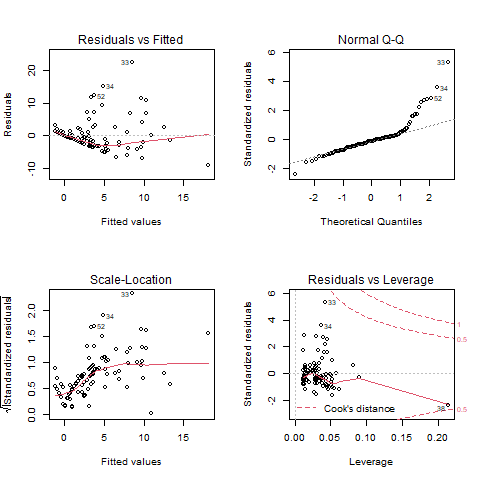 Residuals vs Fitted
Residuals
-10 0 10 20
33
34
52
0 5 10 15
Fitted values
Normal Q-Q
Standardized residuals
-2 0 2 4 6
33
34
52
-2 -1 0 1 2
Theoretical Quantiles
Scale-Location
√|Standardized residuals|
0.0 0.5 1.0 1.5 2.0
33
34
52
0 5 10 15
Fitted values
Residuals vs Leverage
Standardized residuals
-2 0 2 4 6
33
34
1
0.5
0.5
Cook's distance
0.00 0.05 0.10 0.15 0.20
Leverage